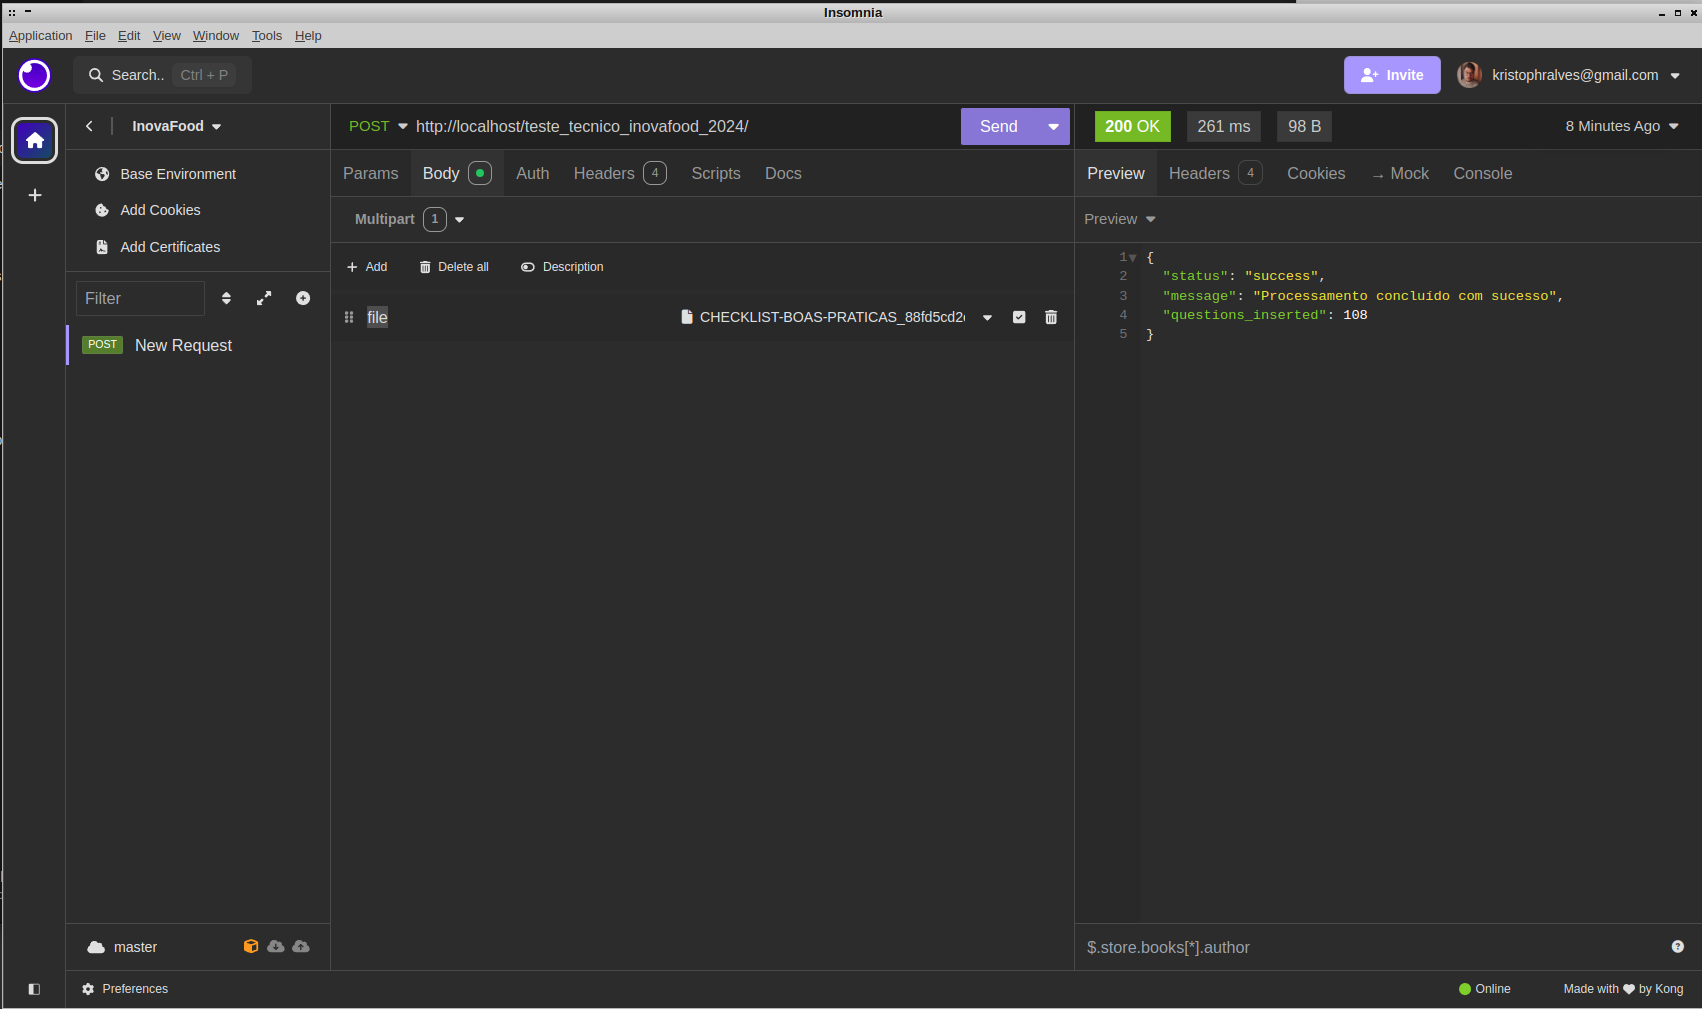 Insomnia
Application File Edit View Window Tools Help
Search.. Ctrl + P
Invite
kristophralves@gmail.com
InovaFood
Base Environment
Add Cookies
Add Certificates
Filter
POST New Request
master
Preferences
POST http://localhost/teste_tecnico_inovafood_2024/ Send
Params Body Auth Headers 4 Scripts Docs
Multipart 1
Add Delete all Description
file CHECKLIST-BOAS-PRATICAS_88fd5cd2
200 OK 261 ms 98 B 8 Minutes Ago
Preview Headers 4 Cookies → Mock Console
Preview
1 {
2 "status": "success",
3 "message": "Processamento concluído com sucesso",
4 "questions_inserted": 108
5 }
$.store.books[*].author
Online Made with ♥ by Kong